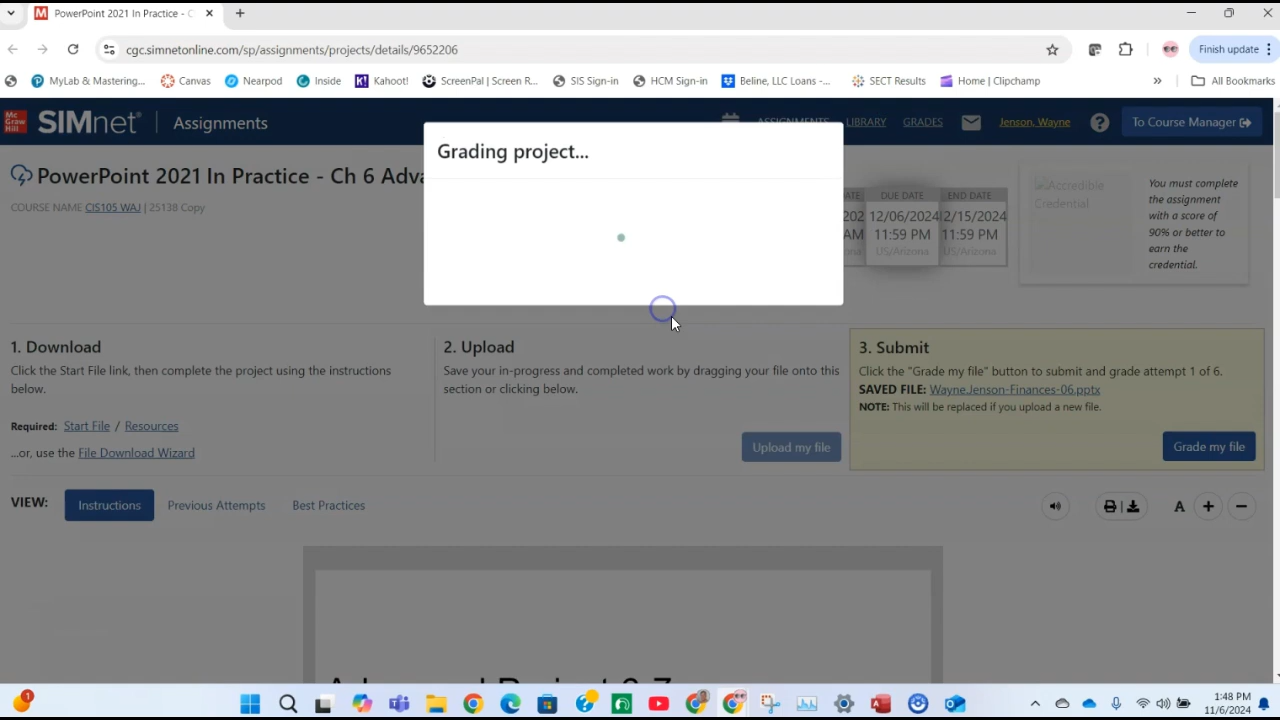 PowerPoint 2021 In Practice - C
cgc.simnetonline.com/sp/assignments/projects/details/9652206
Finish update
MyLab & Mastering...
Canvas
Nearpod
Inside
Kahoot!
ScreenPal | Screen R...
SIS Sign-in
HCM Sign-in
Beline, LLC Loans -...
SECT Results
Home | Clipchamp
»
All Bookmarks
Mc Graw Hill
SIMnet®
Assignments
ASSIGNMENTS
LIBRARY
GRADES
Jenson, Wayne
To Course Manager
PowerPoint 2021 In Practice - Ch 6 Adva
COURSE NAME CIS105 WAJ | 25138 Copy
Grading project...
DUE DATE
12/06/2024
11:59 PM
US/Arizona
END DATE
2/15/2024
11:59 PM
US/Arizona
Accredible
Credential
You must complete
the assignment
with a score of
90% or better to
earn the
credential.
1. Download
Click the Start File link, then complete the project using the instructions
below.
Required: Start File / Resources
...or, use the File Download Wizard
2. Upload
Save your in-progress and completed work by dragging your file onto this
section or clicking below.
Upload my file
3. Submit
Click the "Grade my file" button to submit and grade attempt 1 of 6.
SAVED FILE: WayneJenson-Finances-06.pptx
NOTE: This will be replaced if you upload a new file.
Grade my file
VIEW:
Instructions
Previous Attempts
Best Practices
A
1
1:48 PM
11/6/2024